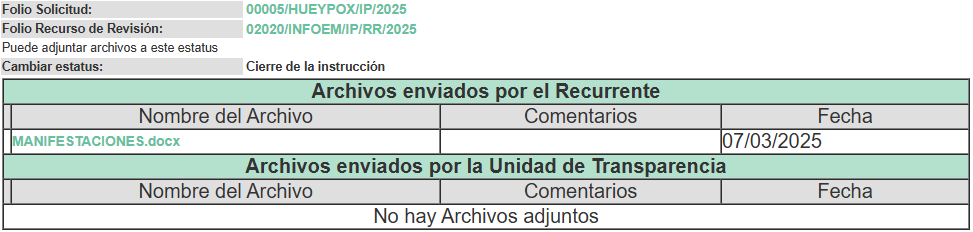 Folio Solicitud: 00005/HUEYPOX/IP/2025
Folio Recurso de Revisión: 02020/INFOEM/IP/RR/2025
Puede adjuntar archivos a este estatus
Cambiar estatus: Cierre de la instrucción
Archivos enviados por el Recurrente
Nombre del Archivo Comentarios Fecha
MANIFESTACIONES.docx 07/03/2025
Archivos enviados por la Unidad de Transparencia
Nombre del Archivo Comentarios Fecha
No hay Archivos adjuntos